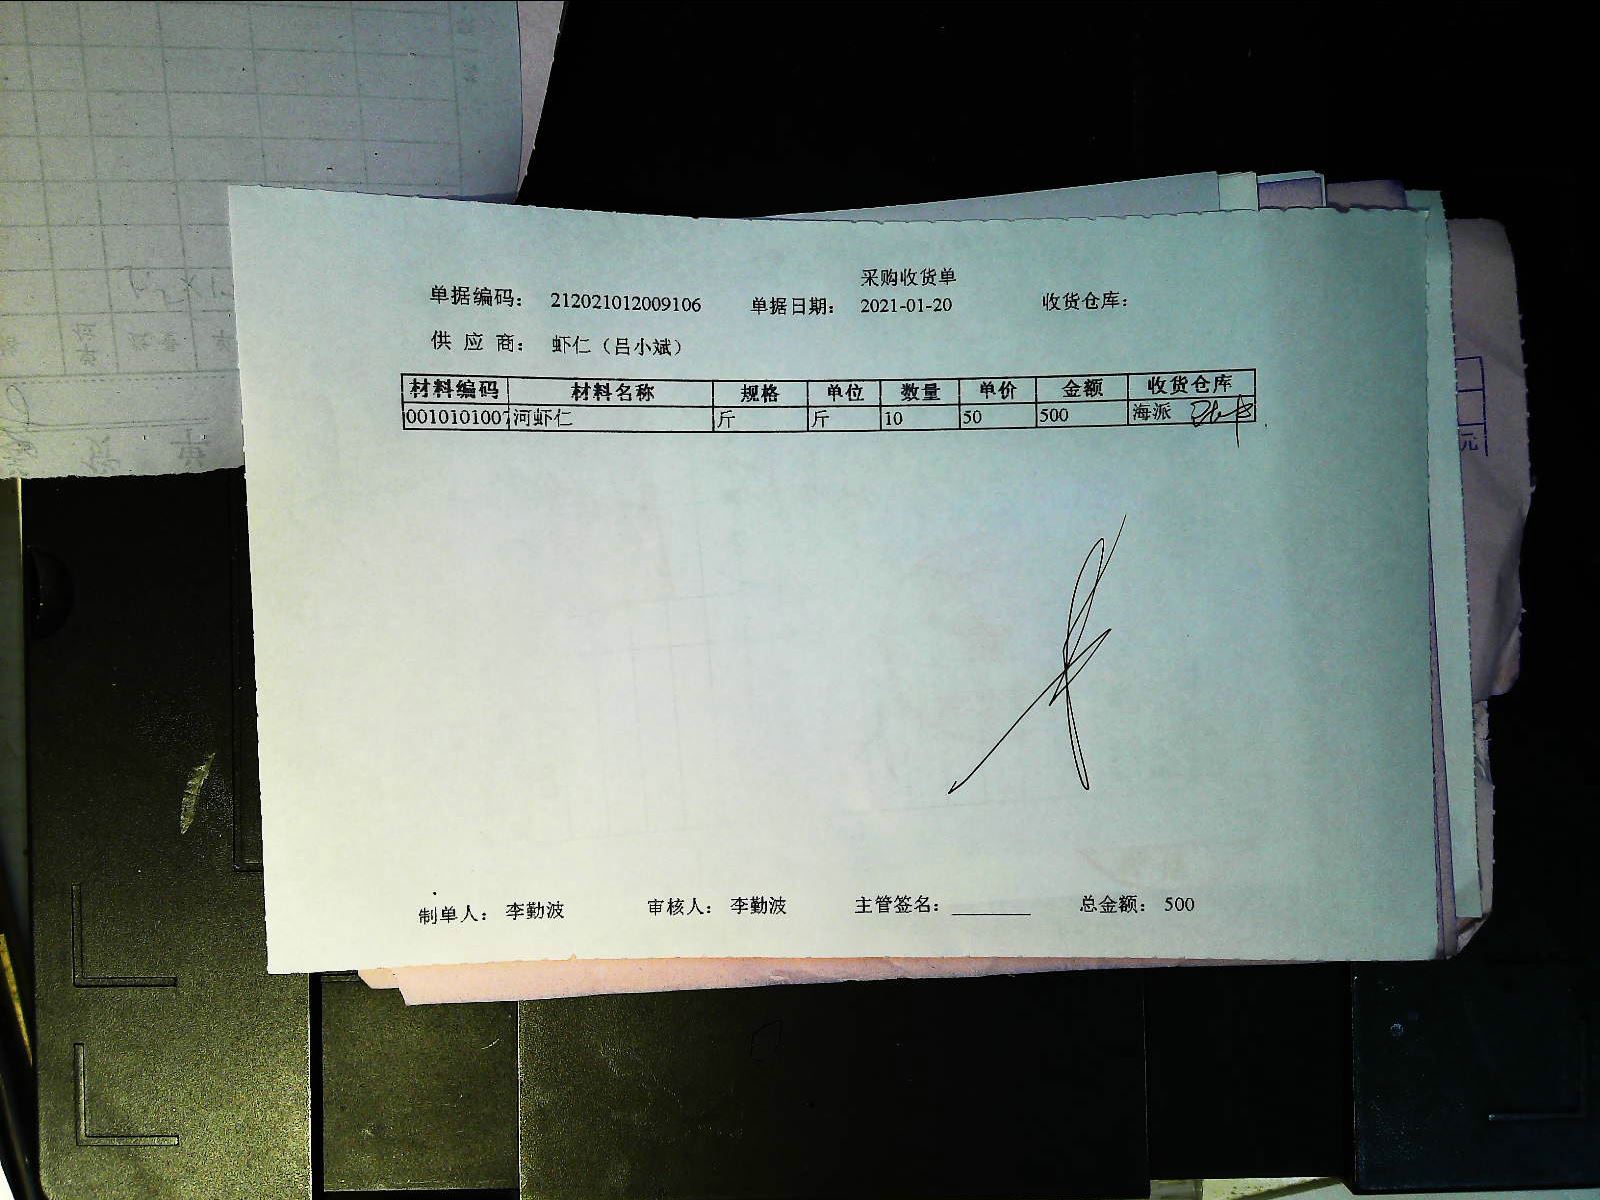 采购收货单
单据编码： 212021012009106 单据日期： 2021-01-20 收货仓库：
供 应 商： 虾仁（吕小斌）
材料编码 材料名称 规格 单位 数量 单价 金额 收货仓库
0010101007 河虾仁 斤 斤 10 50 500 海派
制单人： 李勤波 审核人： 李勤波 主管签名： 总金额： 500
元